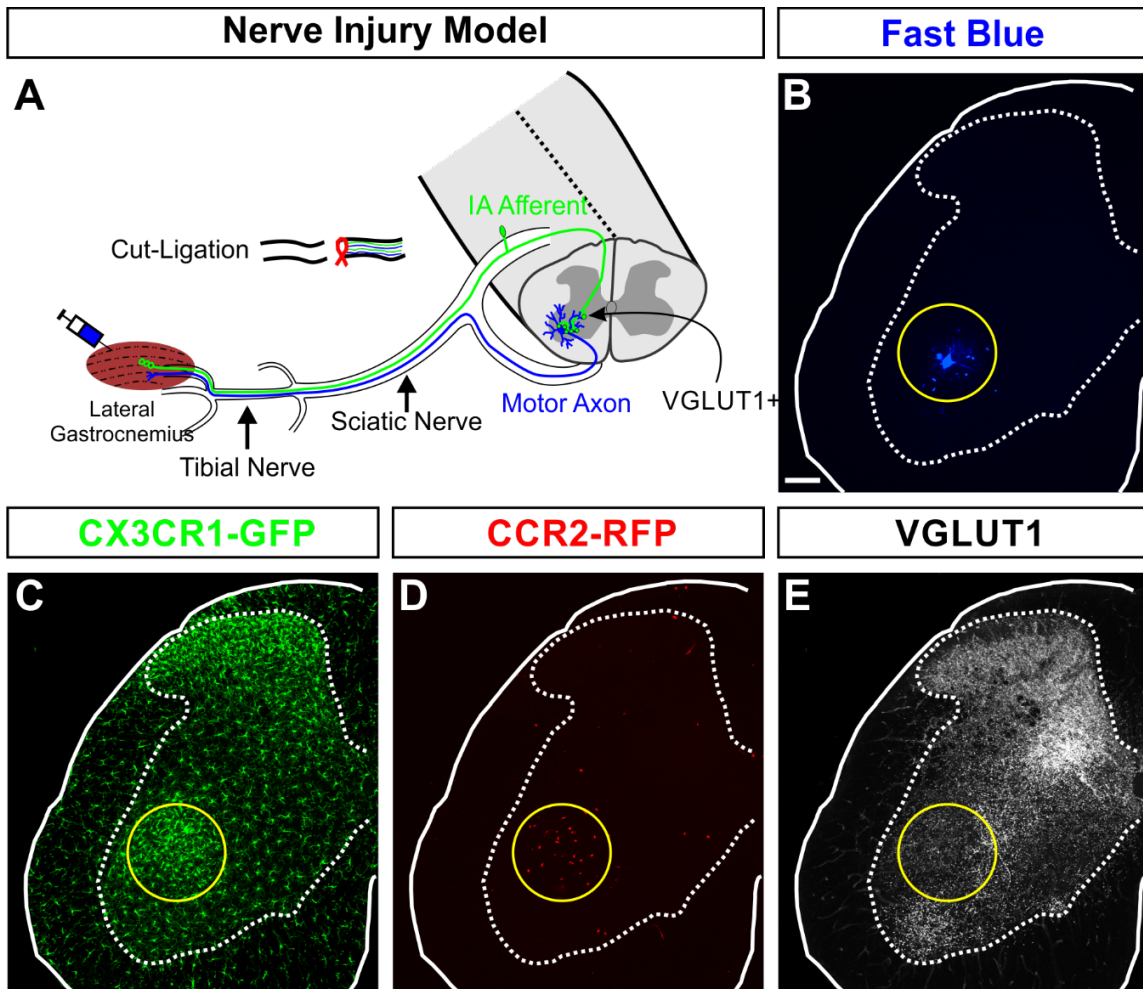 Nerve Injury Model
Fast Blue
A
B
IA Afferent
Cut-Ligation
Lateral
Gastrocnemius
Sciatic Nerve
Motor Axon
VGLUT1+
Tibial Nerve
CX3CR1-GFP
CCR2-RFP
VGLUT1
C
D
E